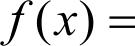 f(x) =